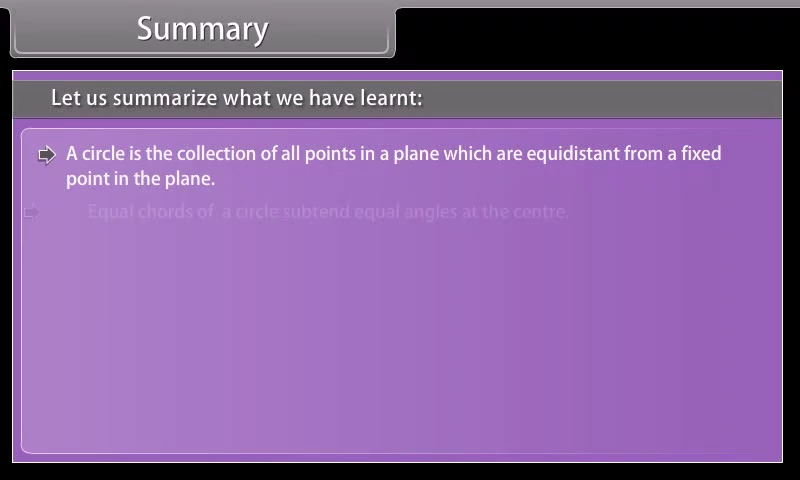 Summary
Let us summarize what we have learnt:
A circle is the collection of all points in a plane which are equidistant from a fixed
point in the plane.
Equal chords of a circle subtend equal angles at the centre.